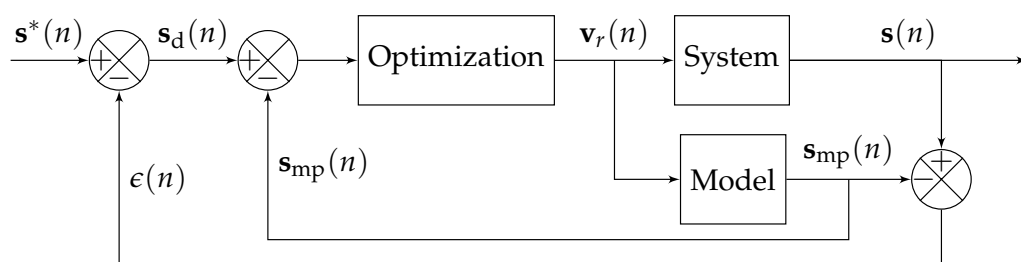 s*(n)
s_d(n)
v_r(n)
s(n)
+
−
+
−
Optimization
System
s_mp(n)
s_mp(n)
+
−
ϵ(n)
Model